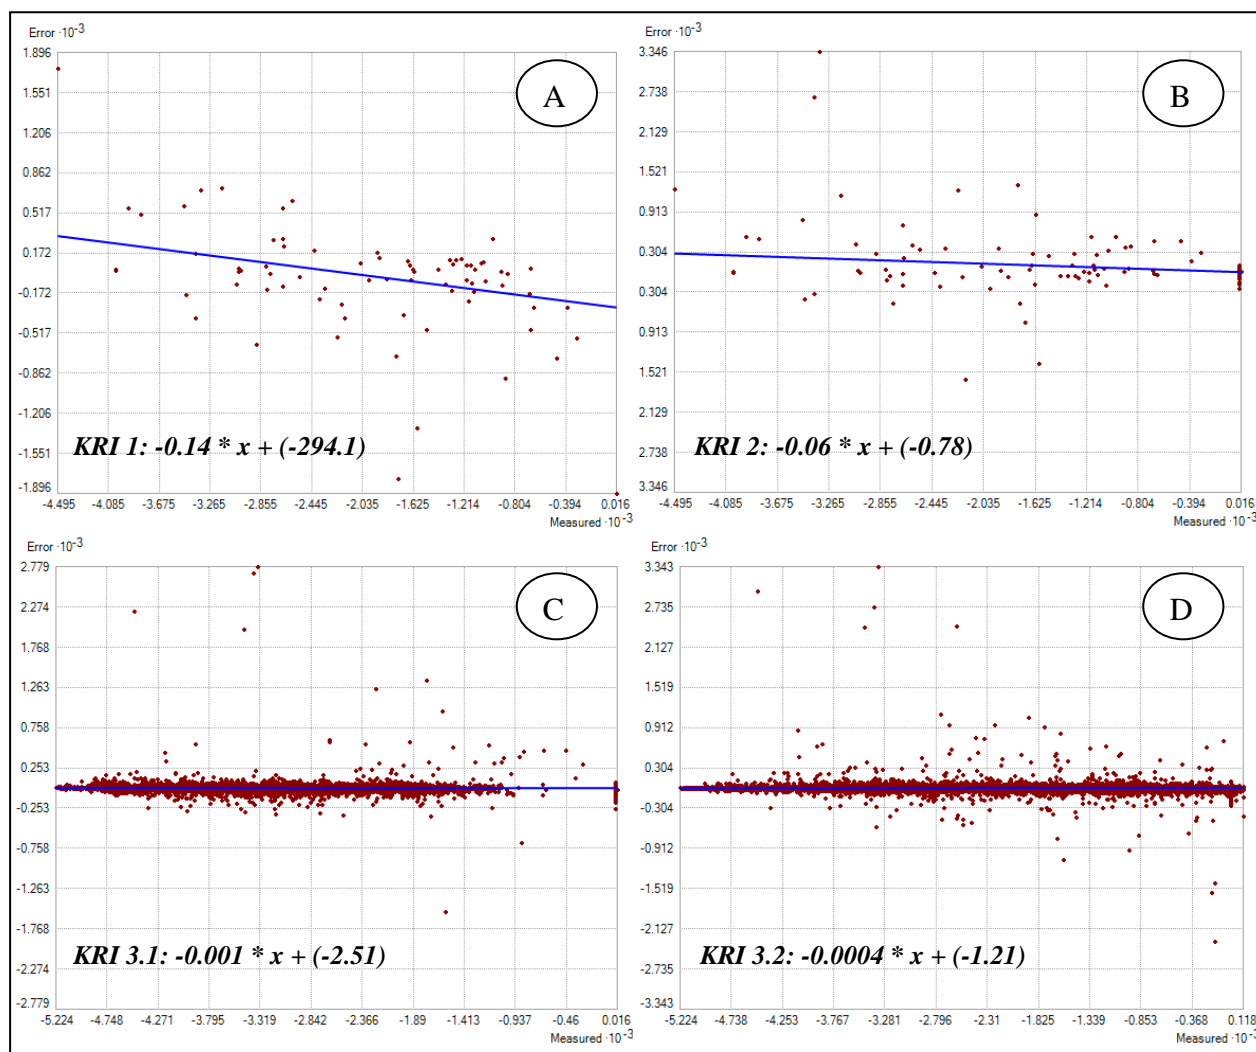 Error ·10⁻³
1.896
1.551
1.206
0.862
0.517
0.172
-0.172
-0.517
-0.862
-1.206
-1.551
-1.896
A
KRI 1: -0.14 * x + (-294.1)
-4.495 -4.085 -3.675 -3.265 -2.855 -2.445 -2.035 -1.625 -1.214 -0.804 -0.394 0.016
Measured ·10⁻³
Error ·10⁻³
3.346
2.738
2.129
1.521
0.913
0.304
0.304
0.913
1.521
2.129
2.738
3.346
B
KRI 2: -0.06 * x + (-0.78)
-4.495 -4.085 -3.675 -3.265 -2.855 -2.445 -2.035 -1.625 -1.214 -0.804 -0.394 0.016
Measured ·10⁻³
Error ·10⁻³
2.779
2.274
1.768
1.263
0.758
0.253
-0.253
-0.758
-1.263
-1.768
-2.274
-2.779
C
KRI 3.1: -0.001 * x + (-2.51)
-5.224 -4.748 -4.271 -3.795 -3.319 -2.842 -2.366 -1.89 -1.413 -0.937 -0.46 0.016
Measured ·10⁻³
Error ·10⁻³
3.343
2.735
2.127
1.519
0.912
0.304
-0.304
-0.912
-1.519
-2.127
-2.735
-3.343
D
KRI 3.2: -0.0004 * x + (-1.21)
-5.224 -4.738 -4.253 -3.767 -3.281 -2.796 -2.31 -1.825 -1.339 -0.853 -0.368 0.118
Measured ·10⁻³